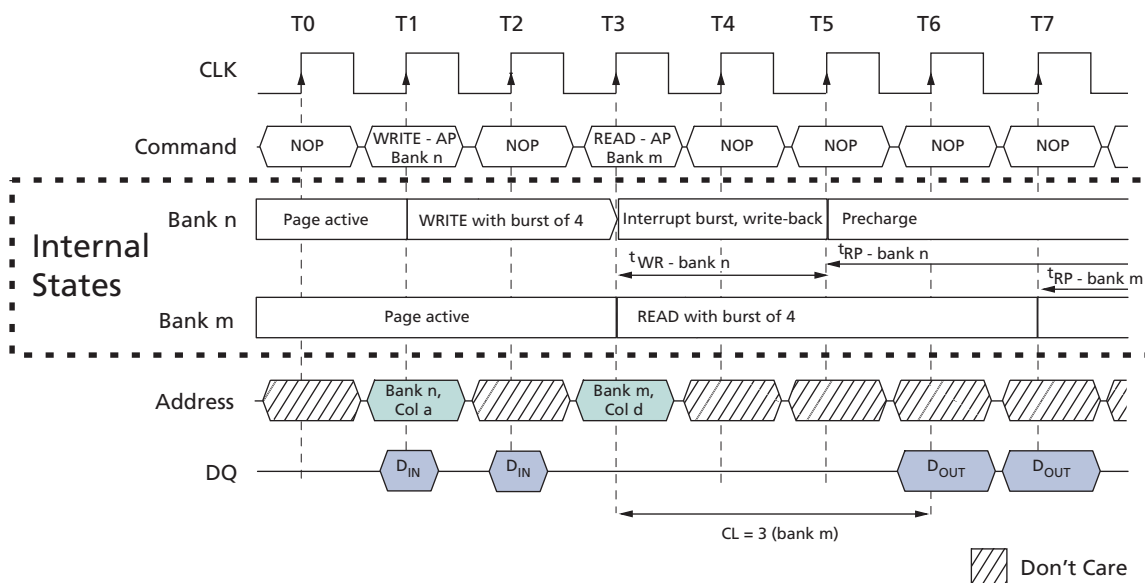 T0 T1 T2 T3 T4 T5 T6 T7
CLK
Command NOP WRITE - AP Bank n NOP READ - AP Bank m NOP NOP NOP NOP
Internal States
Bank n Page active WRITE with burst of 4 Interrupt burst, write-back Precharge
tWR - bank n tRP - bank n
tRP - bank m
Bank m Page active READ with burst of 4
Address Bank n, Col a Bank m, Col d
DQ DIN DIN DOUT DOUT
CL = 3 (bank m)
Don't Care